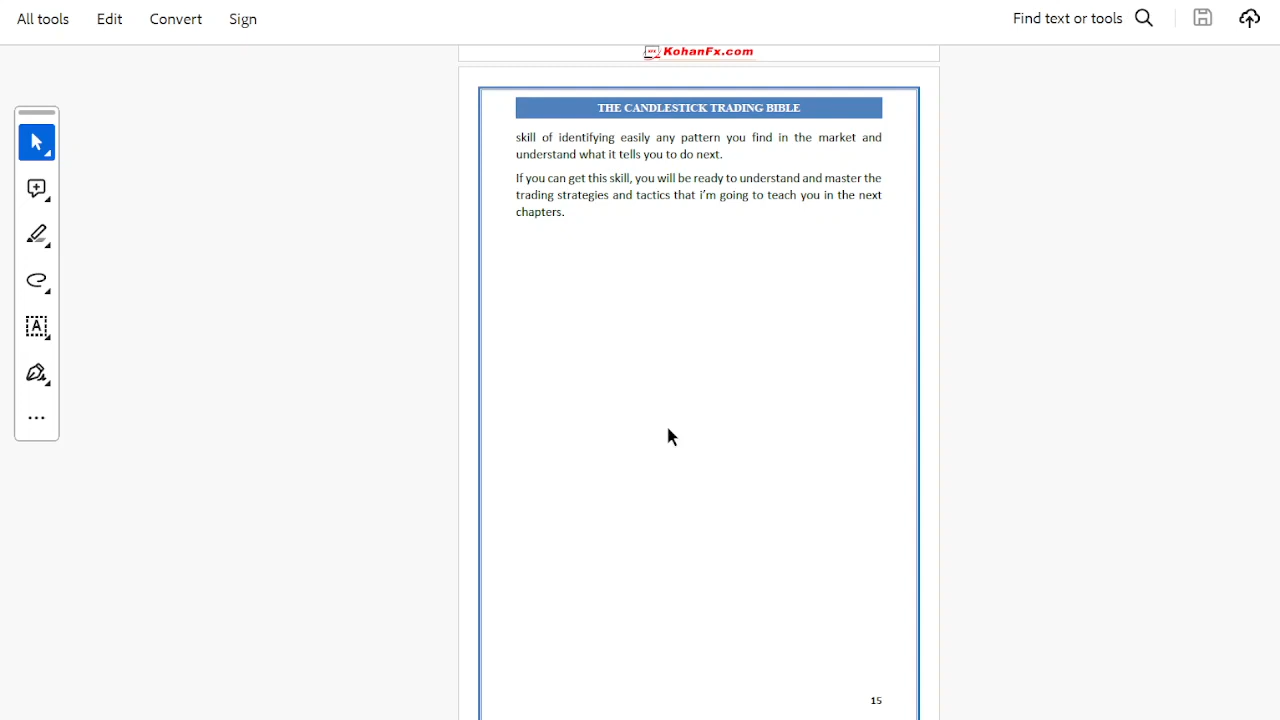 All tools Edit Convert Sign Find text or tools
KohanFx.com
THE CANDLESTICK TRADING BIBLE
skill of identifying easily any pattern you find in the market and
understand what it tells you to do next.
If you can get this skill, you will be ready to understand and master the
trading strategies and tactics that i'm going to teach you in the next
chapters.
A
15